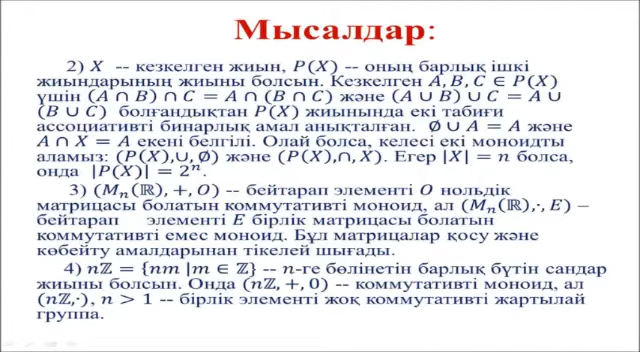 Мысалдар:
2) X -- кезкелген жиын, P(X) -- оның барлық ішкі
жиындарының жиыны болсын. Кезкелген A, B, C ∈ P(X)
үшін (A ∩ B) ∩ C = A ∩ (B ∩ C) және (A ∪ B) ∪ C = A ∪
(B ∪ C) болғандықтан P(X) жиынында екі табиғи
ассоциативті бинарлық амал анықталған. ∅ ∪ A = A және
A ∩ X = A екені белгілі. Олай болса, келесі екі моноидты
аламыз: (P(X),∪, ∅) және (P(X),∩, X). Егер |X| = n болса,
онда |P(X)| = 2ⁿ.
3) (Mₙ(ℝ), +, O) -- бейтарап элементі O нольдік
матрицасы болатын коммутативті моноид, ал (Mₙ(ℝ),·, E) –
бейтарап элементі E бірлік матрицасы болатын
коммутативті емес моноид. Бұл матрицалар қосу және
көбейту амалдарынан тікелей шығады.
4) nℤ = {nm |m ∈ ℤ} -- n-ге бөлінетін барлық бүтін сандар
жиыны болсын. Онда (nℤ, +, 0) -- коммутативті моноид, ал
(nℤ,·), n > 1 -- бірлік элементі жоқ коммутативті жартылай
группа.